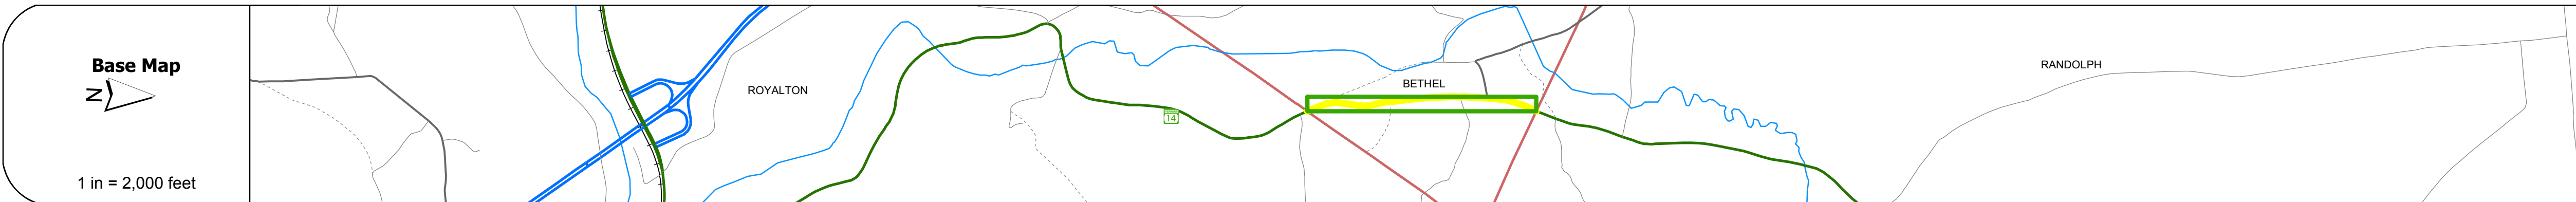 Base Map
N
1 in = 2,000 feet
ROYALTON
14
BETHEL
RANDOLPH